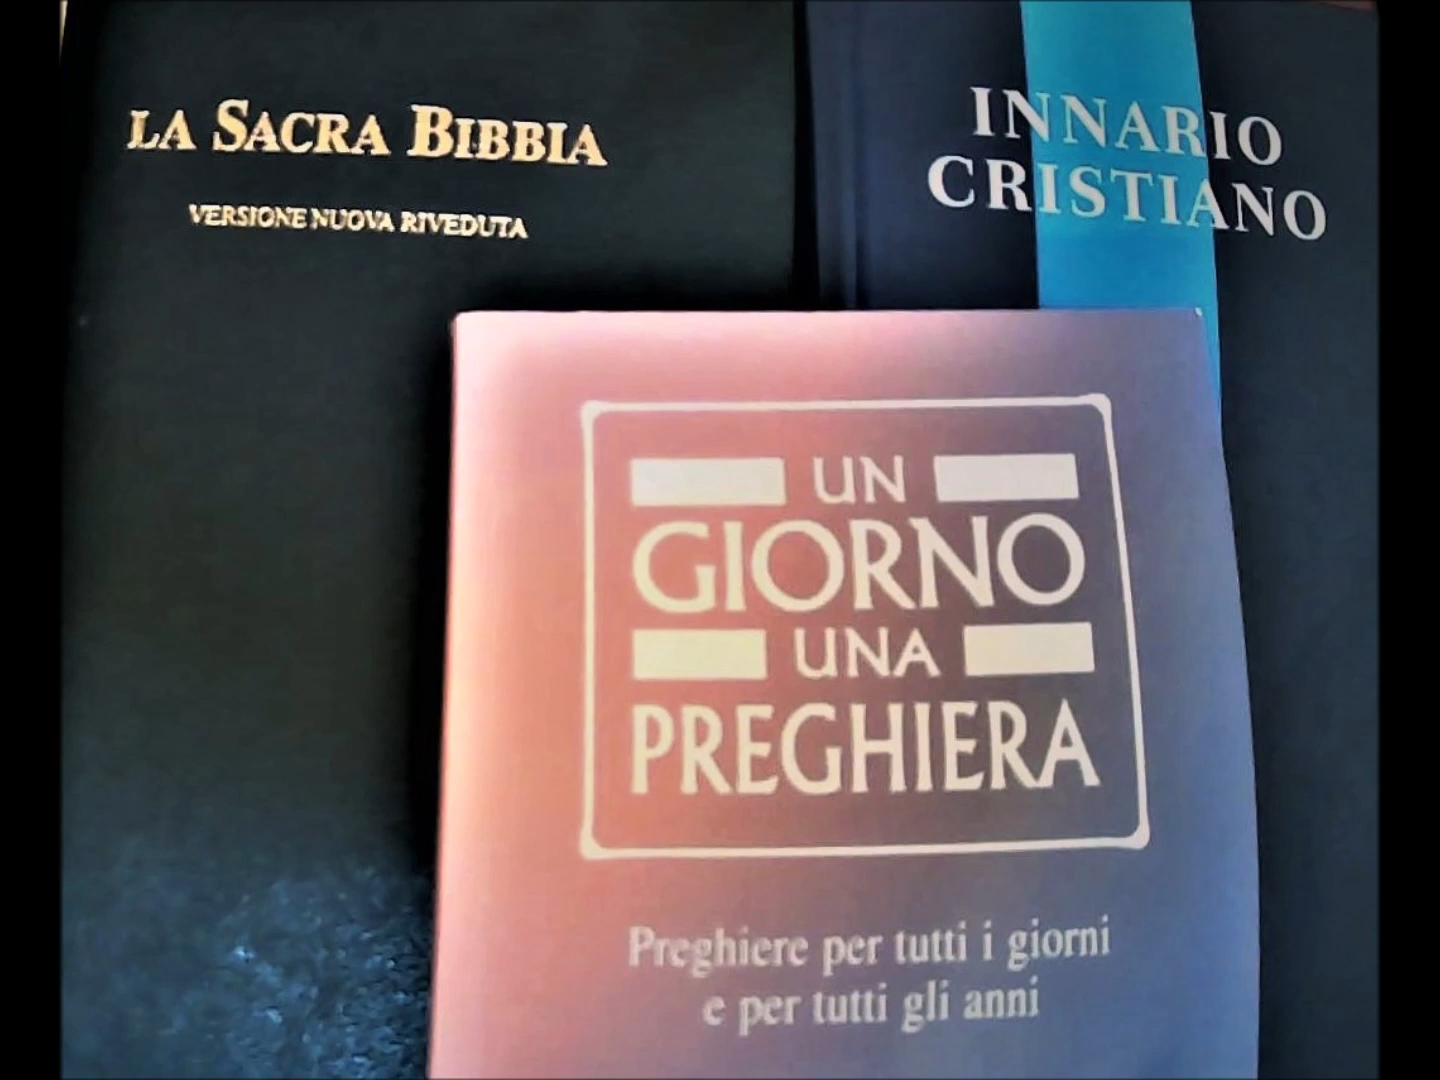 LA SACRA BIBBIA
VERSIONE NUOVA RIVEDUTA
INNARIO
CRISTIANO
UN
GIORNO
UNA
PREGHIERA
Preghiere per tutti i giorni
e per tutti gli anni